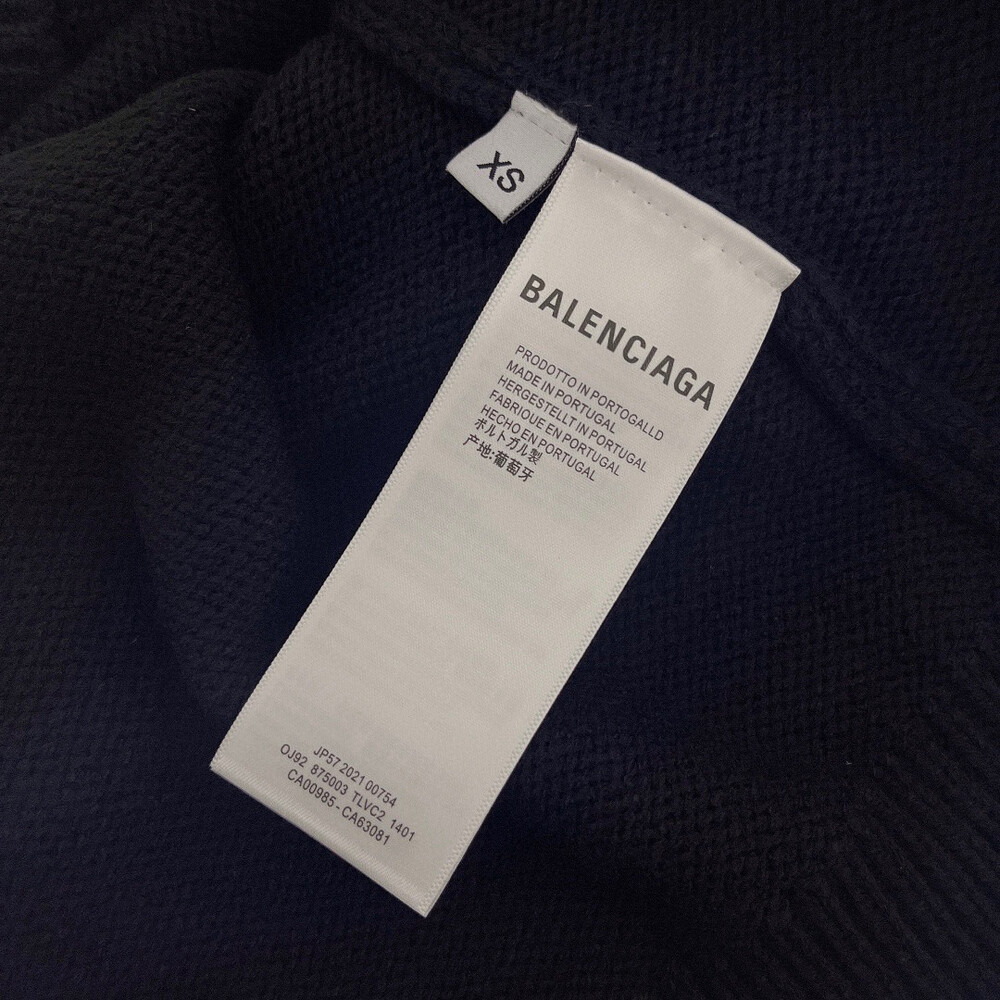 XS
BALENCIAGA
PRODOTTO IN PORTOGALLD
MADE IN PORTUGAL
HERGESTELLT IN PORTUGAL
FABRIOUE EN PORTUGAL
HECHO EN PORTUGAL
ポルトガル製
产地:葡萄牙
JP57 2021 00754
OJ92 875003 TLVC2 1401
CA00985-CA63081